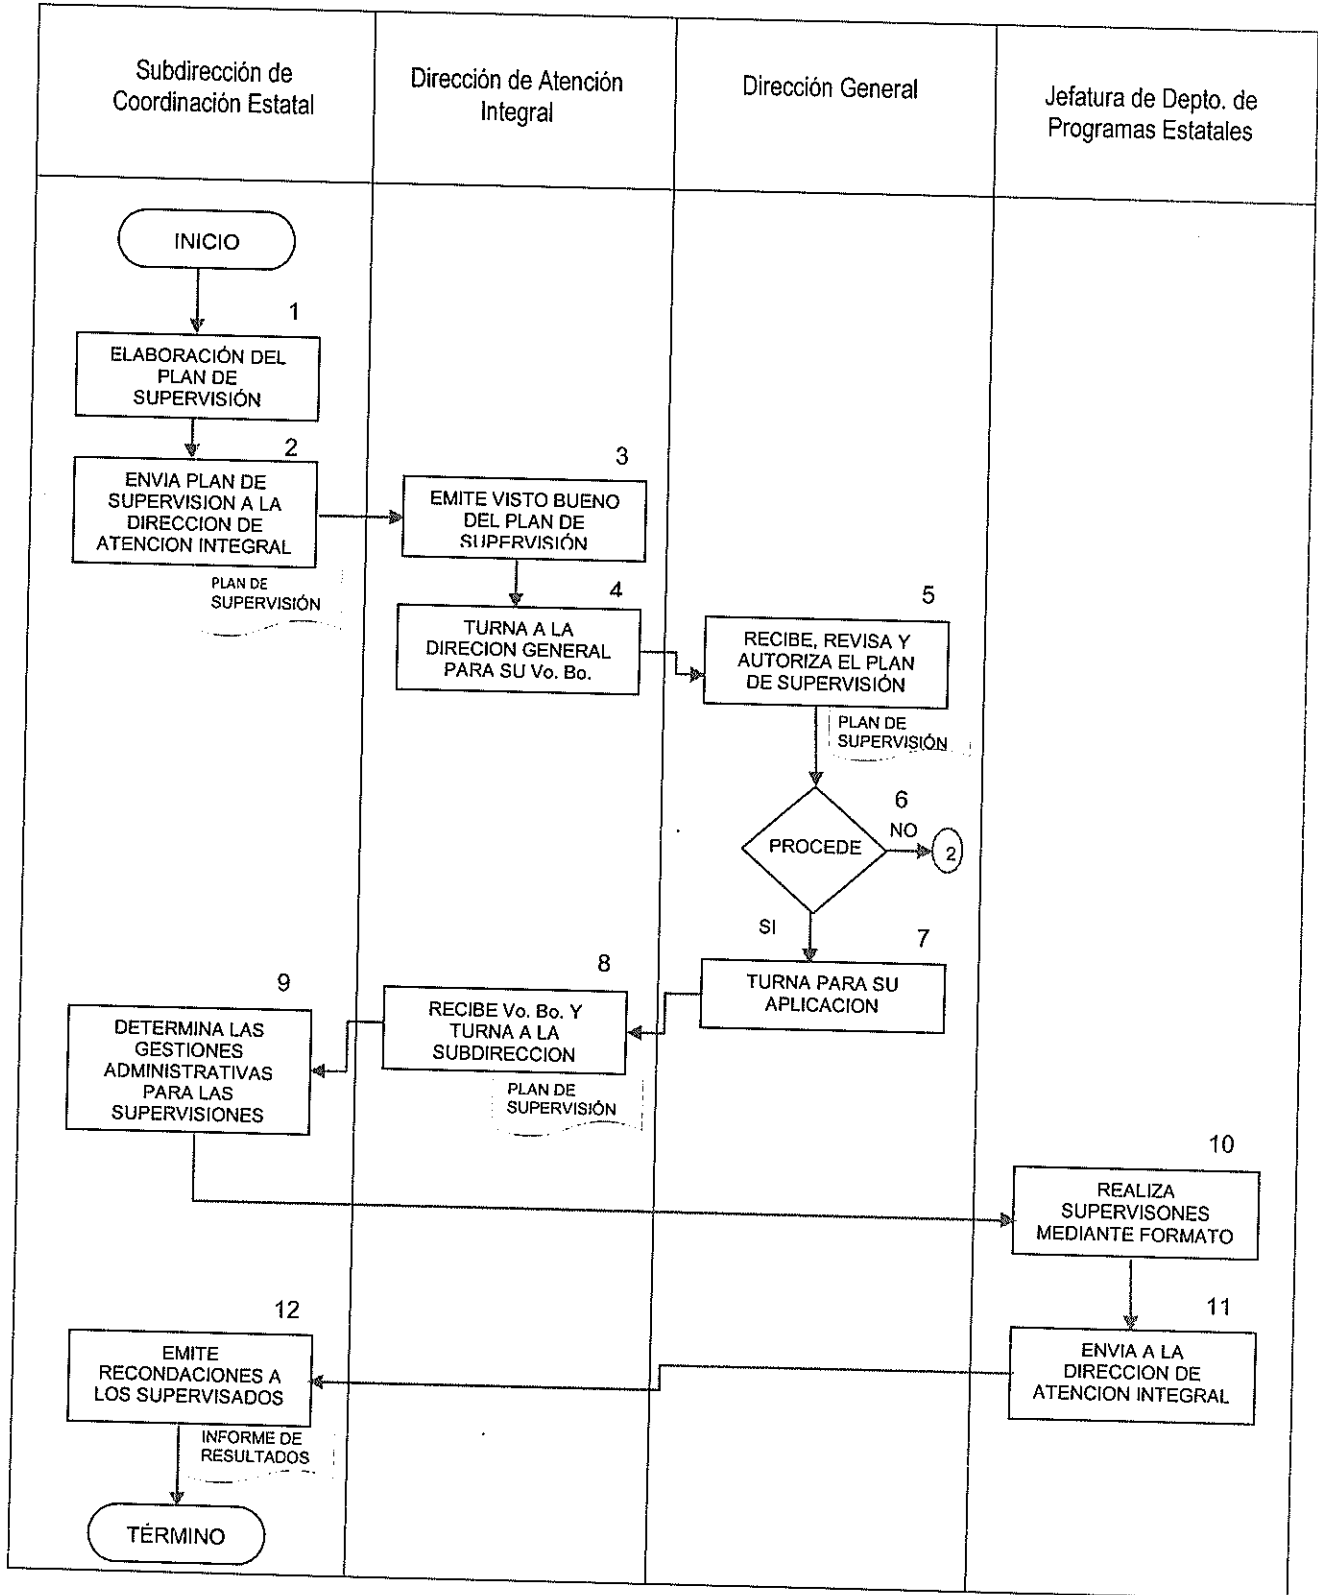 Subdirección de
Coordinación Estatal
Dirección de Atención
Integral
Dirección General
Jefatura de Depto. de
Programas Estatales
INICIO
1
ELABORACIÓN DEL
PLAN DE
SUPERVISIÓN
2
ENVIA PLAN DE
SUPERVISION A LA
DIRECCION DE
ATENCION INTEGRAL
PLAN DE
SUPERVISIÓN
3
EMITE VISTO BUENO
DEL PLAN DE
SUPERVISIÓN
4
TURNA A LA
DIRECION GENERAL
PARA SU Vo. Bo.
5
RECIBE, REVISA Y
AUTORIZA EL PLAN
DE SUPERVISIÓN
PLAN DE
SUPERVISIÓN
6
PROCEDE
NO
2
SI
7
TURNA PARA SU
APLICACION
8
RECIBE Vo. Bo. Y
TURNA A LA
SUBDIRECCION
PLAN DE
SUPERVISIÓN
9
DETERMINA LAS
GESTIONES
ADMINISTRATIVAS
PARA LAS
SUPERVISIONES
10
REALIZA
SUPERVISONES
MEDIANTE FORMATO
11
ENVIA A LA
DIRECCION DE
ATENCION INTEGRAL
12
EMITE
RECONDACIONES A
LOS SUPERVISADOS
INFORME DE
RESULTADOS
TÉRMINO